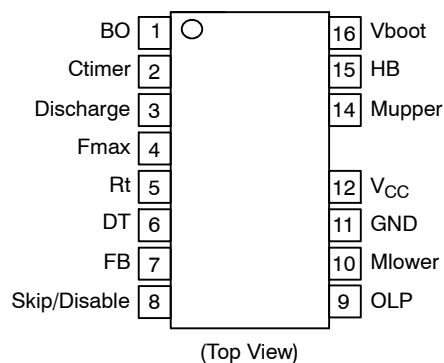 BO 1 16 Vboot
Ctimer 2 15 HB
Discharge 3 14 Mupper
Fmax 4
Rt 5 12 VCC
DT 6 11 GND
FB 7 10 Mlower
Skip/Disable 8 9 OLP
(Top View)